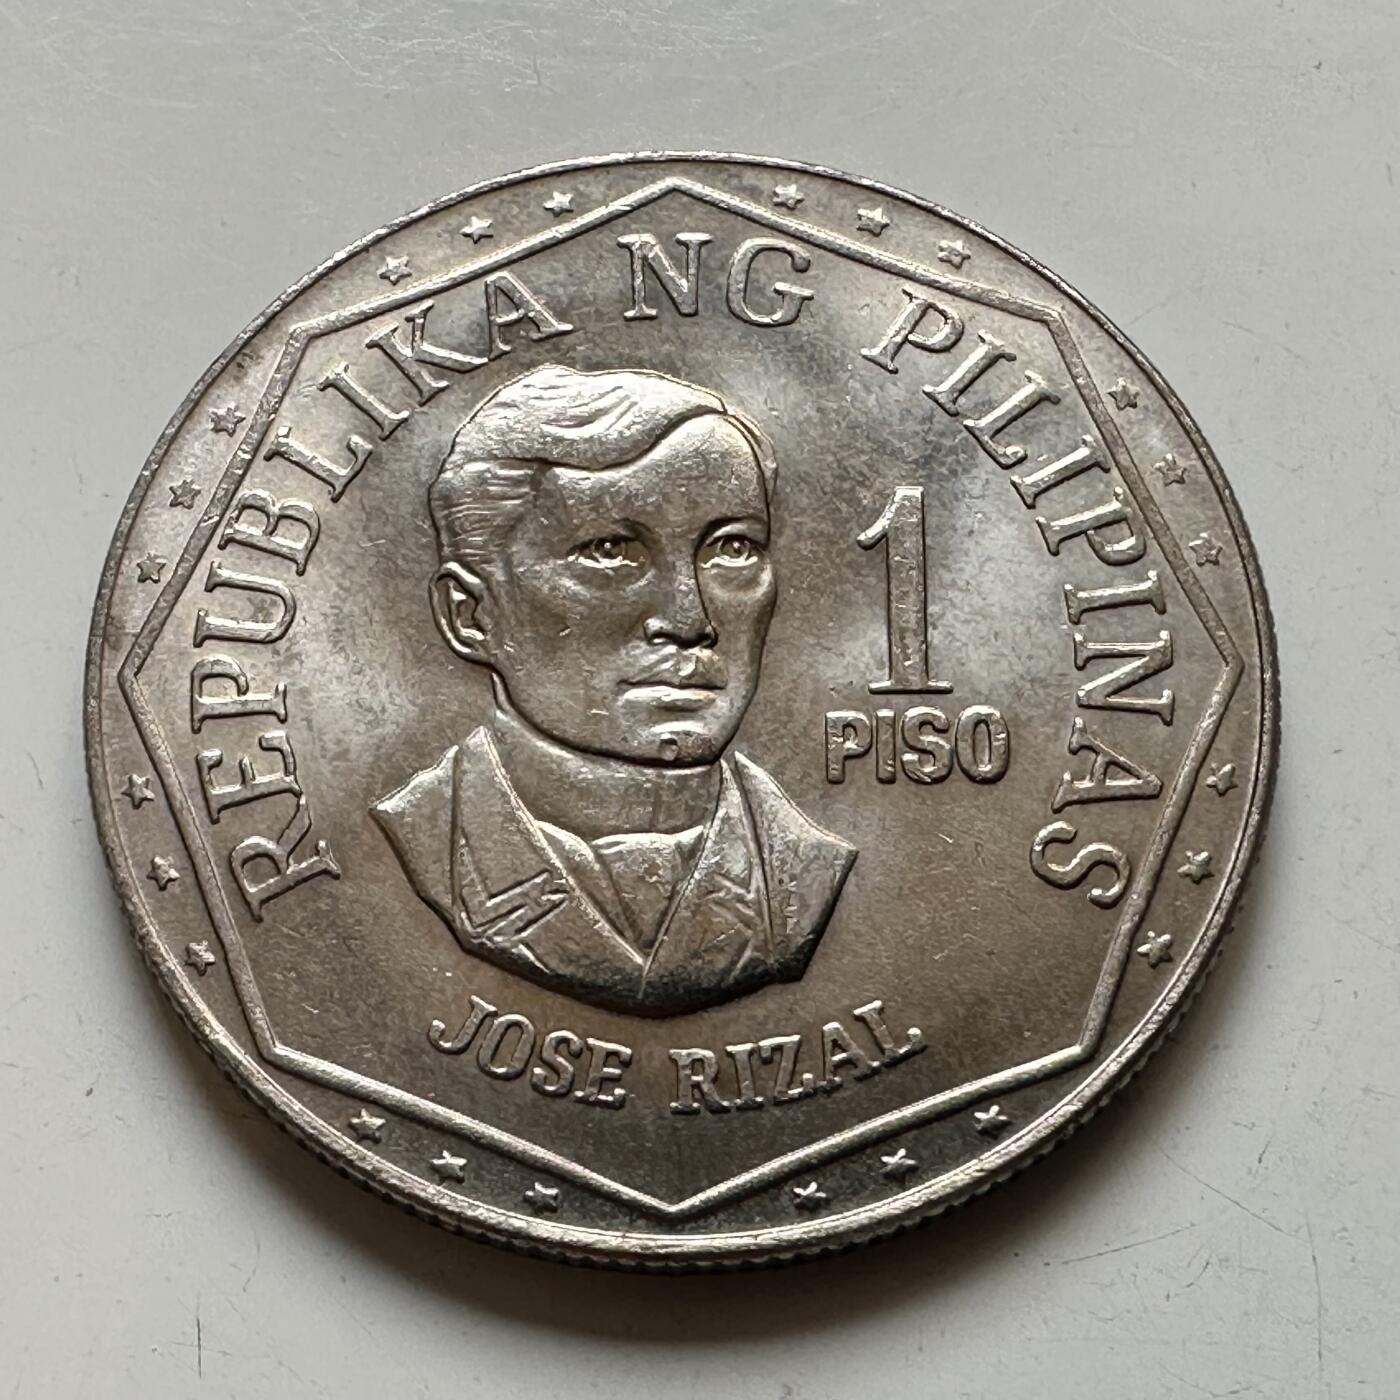 REPUBLIKA NG PILIPINAS
1
PISO
JOSE RIZAL